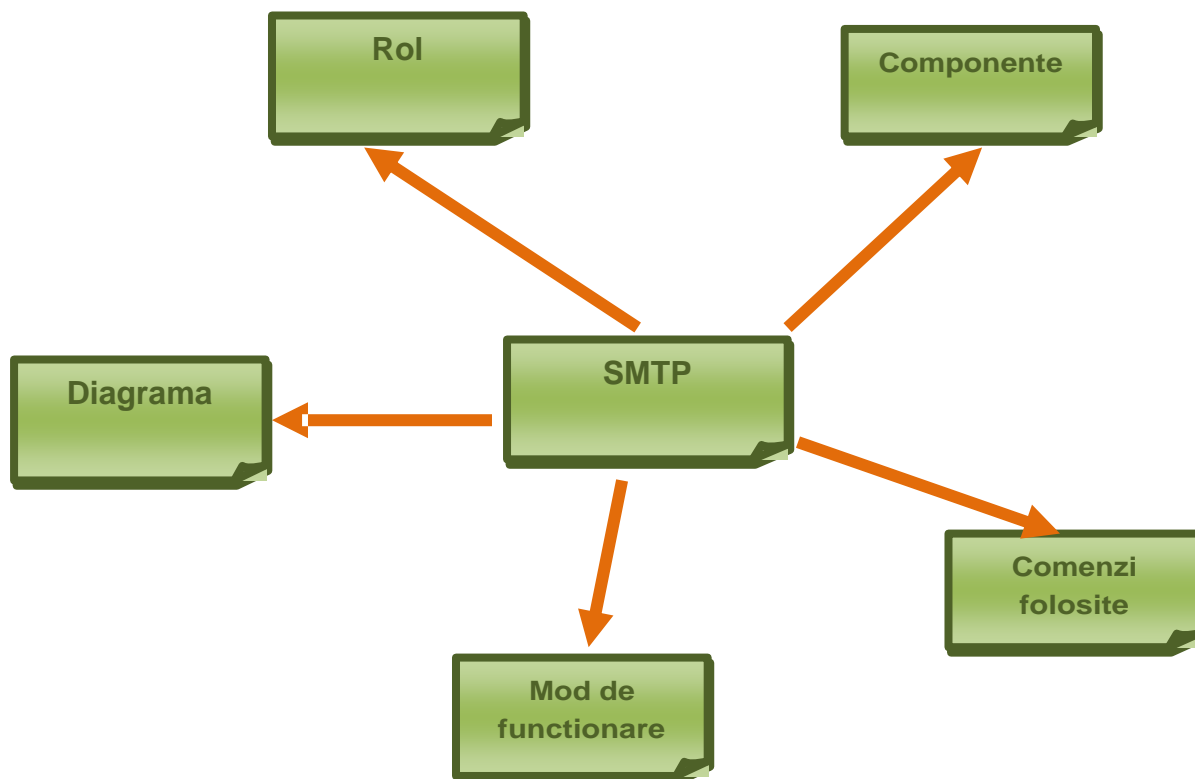 Rol
Componente
SMTP
Diagrama
Comenzi
folosite
Mod de
functionare